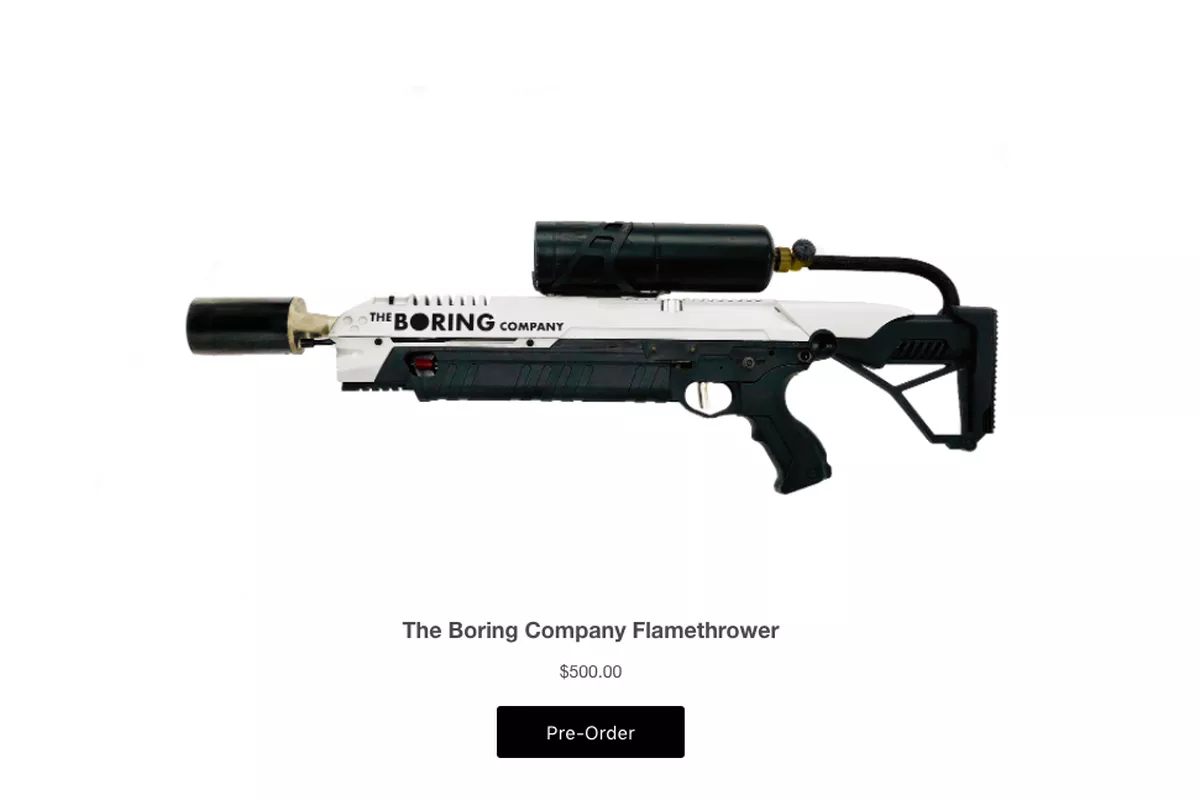 THE BORING COMPANY
The Boring Company Flamethrower
$500.00
Pre-Order